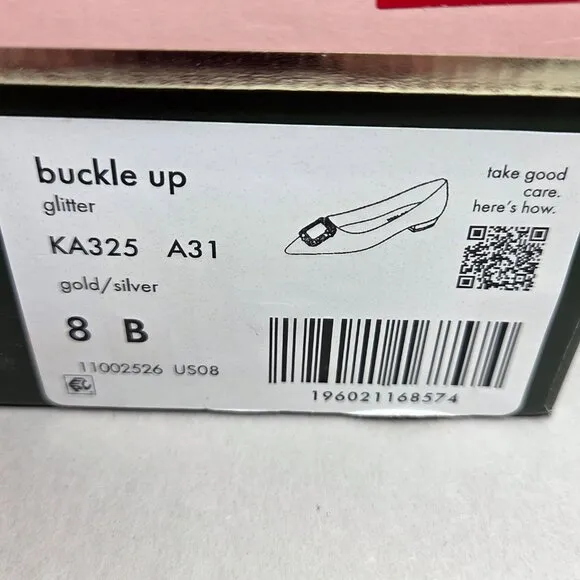 buckle up
glitter
KA325 A31
gold/silver
8 B
11002526 US08
take good
care.
here's how.
196021168574